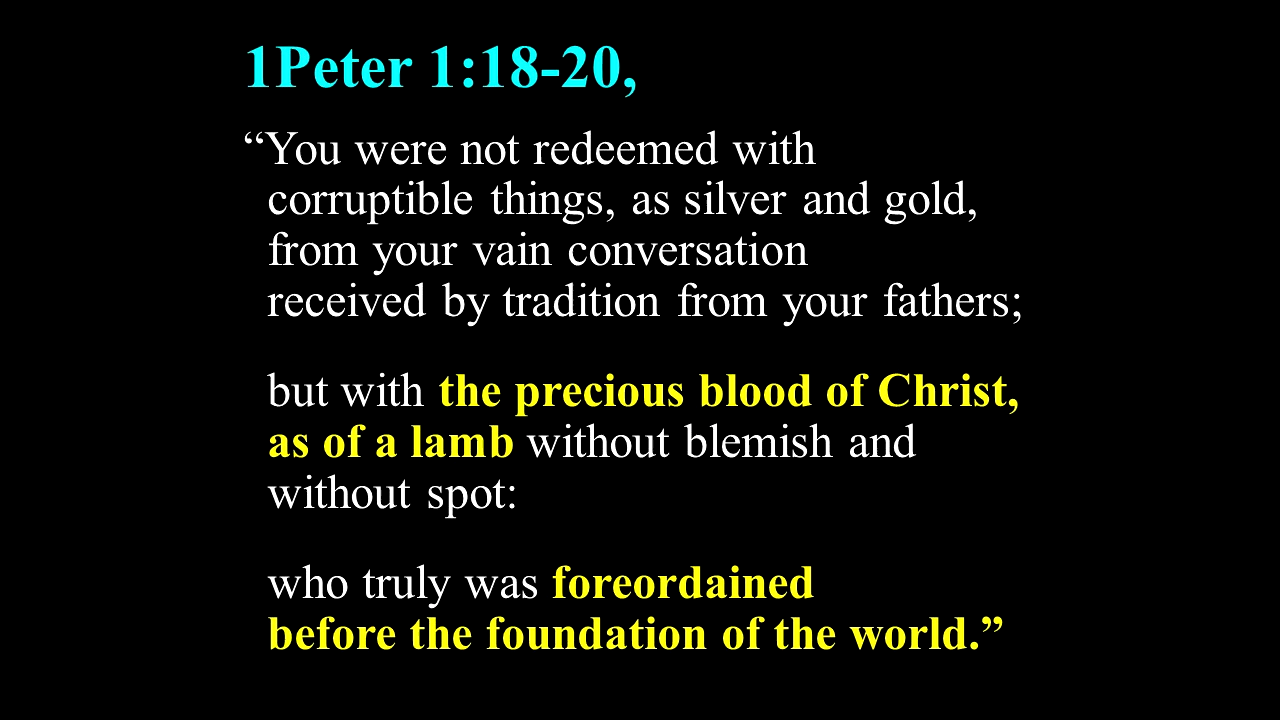 1Peter 1:18-20,
“You were not redeemed with
corruptible things, as silver and gold,
from your vain conversation
received by tradition from your fathers;
but with the precious blood of Christ,
as of a lamb without blemish and
without spot:
who truly was foreordained
before the foundation of the world.”